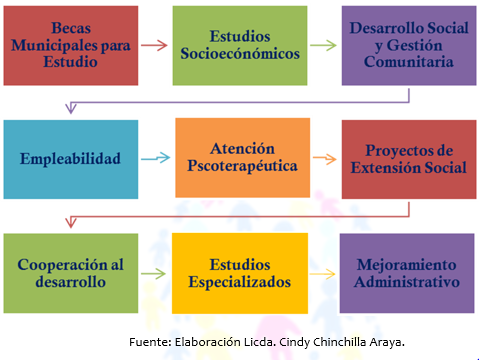 Becas
Municipales para
Estudio
Estudios
Socioeconómicos
Desarrollo Social
y Gestión
Comunitaria
Empleabilidad
Atención
Pscoterapéutica
Proyectos de
Extensión Social
Cooperación al
desarrollo
Estudios
Especializados
Mejoramiento
Administrativo
Fuente: Elaboración Licda. Cindy Chinchilla Araya.